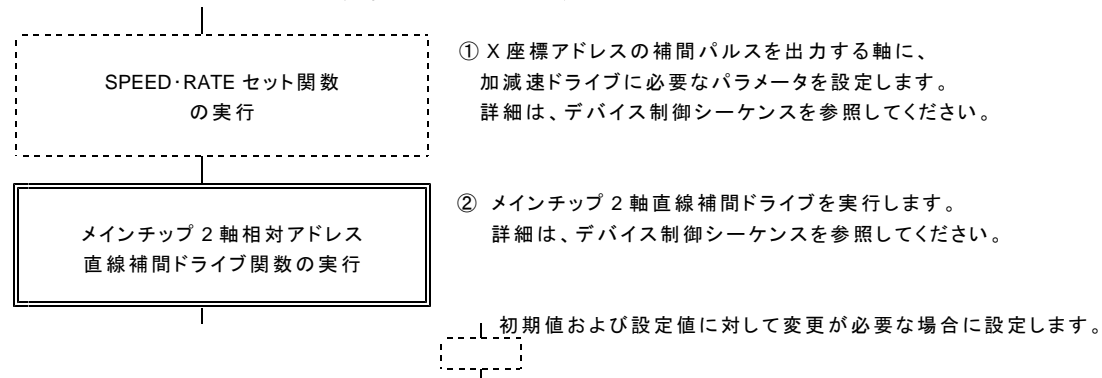 SPEED･RATE セット関数
の実行
① X 座標アドレスの補間パルスを出力する軸に、
加減速ドライブに必要なパラメータを設定します。
詳細は、デバイス制御シーケンスを参照してください。
メインチップ 2 軸相対アドレス
直線補間ドライブ関数の実行
② メインチップ 2 軸直線補間ドライブを実行します。
詳細は、デバイス制御シーケンスを参照してください。
初期値および設定値に対して変更が必要な場合に設定します。